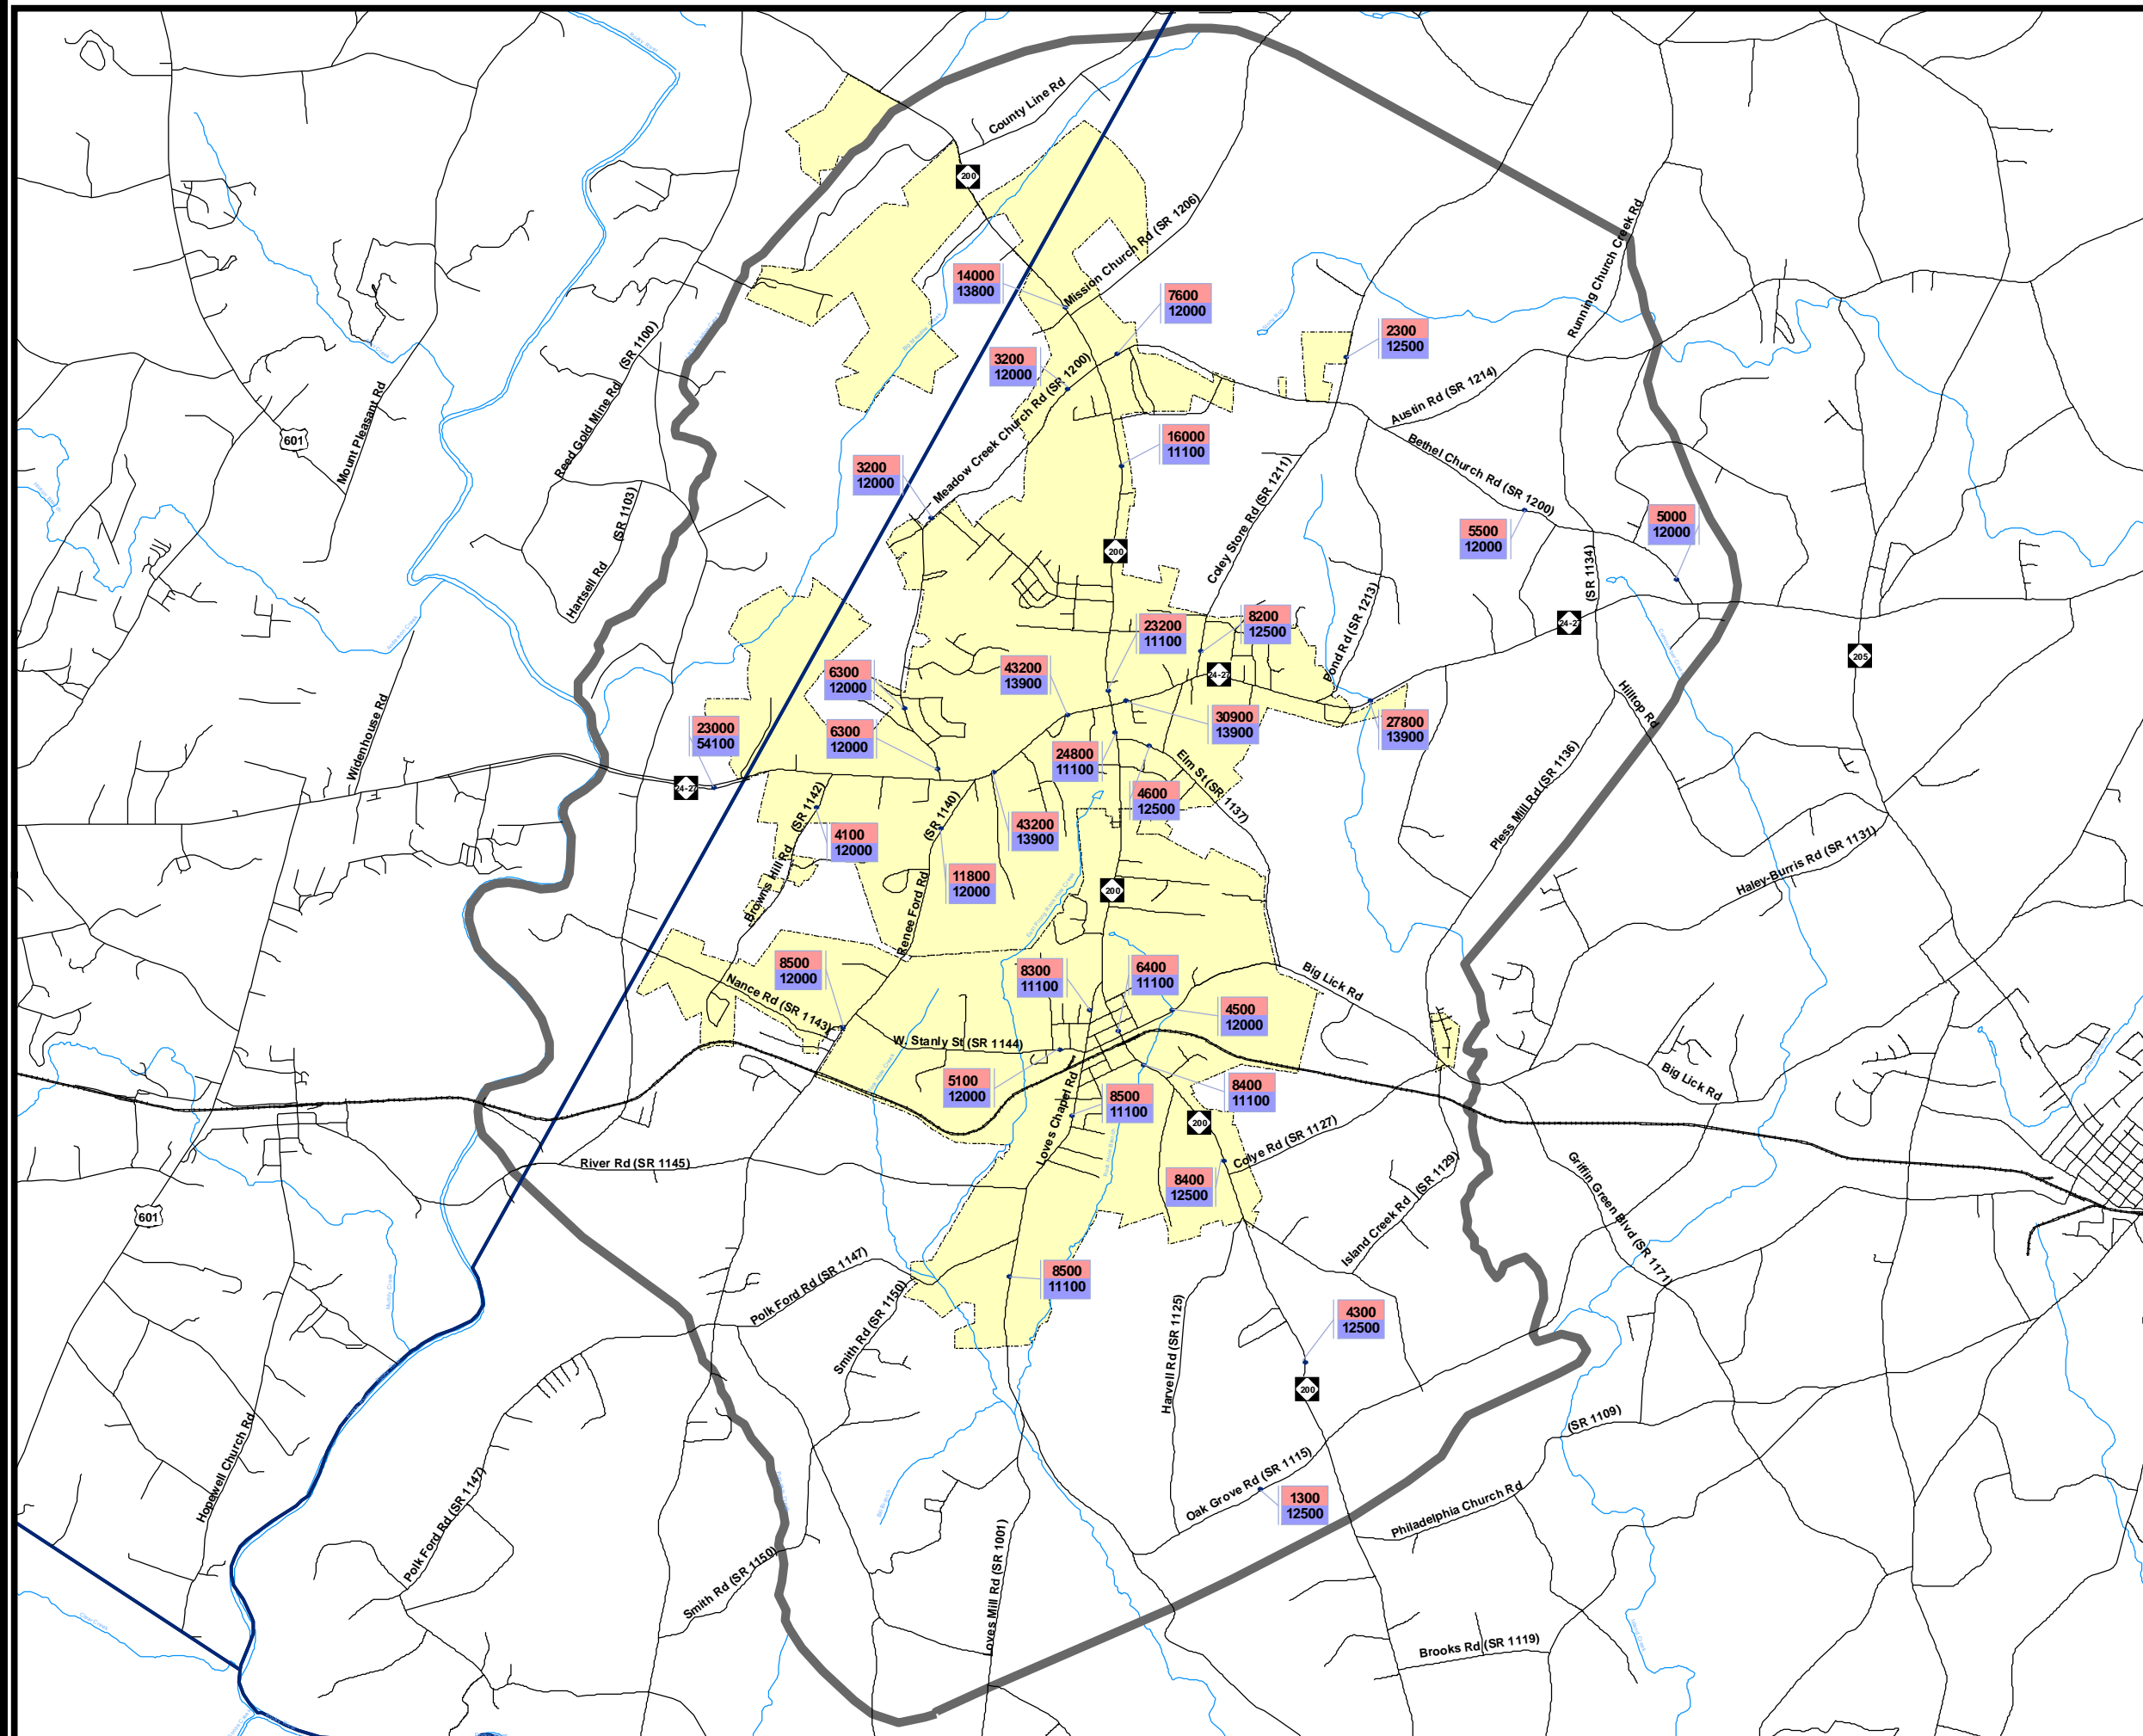 County Line Rd
200
Mission Church Rd (SR 1206)
Running Church Creek Rd
14000
13800
7600
12000
2300
12500
3200
12000
Reed Gold Mine Rd (SR 1100)
Mount Pleasant Rd
601
Meadow Creek Church Rd (SR 1200)
Austin Rd (SR 1214)
Bethel Church Rd (SR 1200)
16000
11100
3200
12000
Coley Store Rd (SR 1211)
5500
12000
5000
12000
Hartsell Rd (SR 1103)
200
(SR 1134)
Pond Rd (SR 1213)
24-27
23200
11100
8200
12500
205
6300
12000
43200
13900
24-27
Hilltop Rd
Widenhouse Rd
23000
54100
6300
12000
30900
13900
27800
13900
24800
11100
Elm St (SR 1137)
Pless Mill Rd (SR 1136)
24-27
4600
12500
Browns Hill Rd (SR 1142)
4100
12000
Renee Ford Rd (SR 1140)
43200
13900
Haley-Burris Rd (SR 1131)
11800
12000
200
8500
12000
8300
11100
6400
11100
Big Lick Rd
Nance Rd (SR 1143)
4500
12000
W. Stanly St (SR 1144)
5100
12000
8500
11100
8400
11100
Big Lick Rd
Loves Chapel Rd
200
Colye Rd (SR 1127)
River Rd (SR 1145)
8400
12500
Island Creek Rd (SR 1129)
Griffin Green Blvd (SR 1171)
601
Polk Ford Rd (SR 1147)
Smith Rd (SR 1150)
8500
11100
Harvell Rd (SR 1125)
4300
12500
200
(SR 1109)
Hopewell Church Rd
Oak Grove Rd (SR 1115)
1300
12500
Philadelphia Church Rd
Polk Ford Rd (SR 1147)
Smith Rd (SR 1150)
Loves Mill Rd (SR 1001)
Brooks Rd (SR 1119)